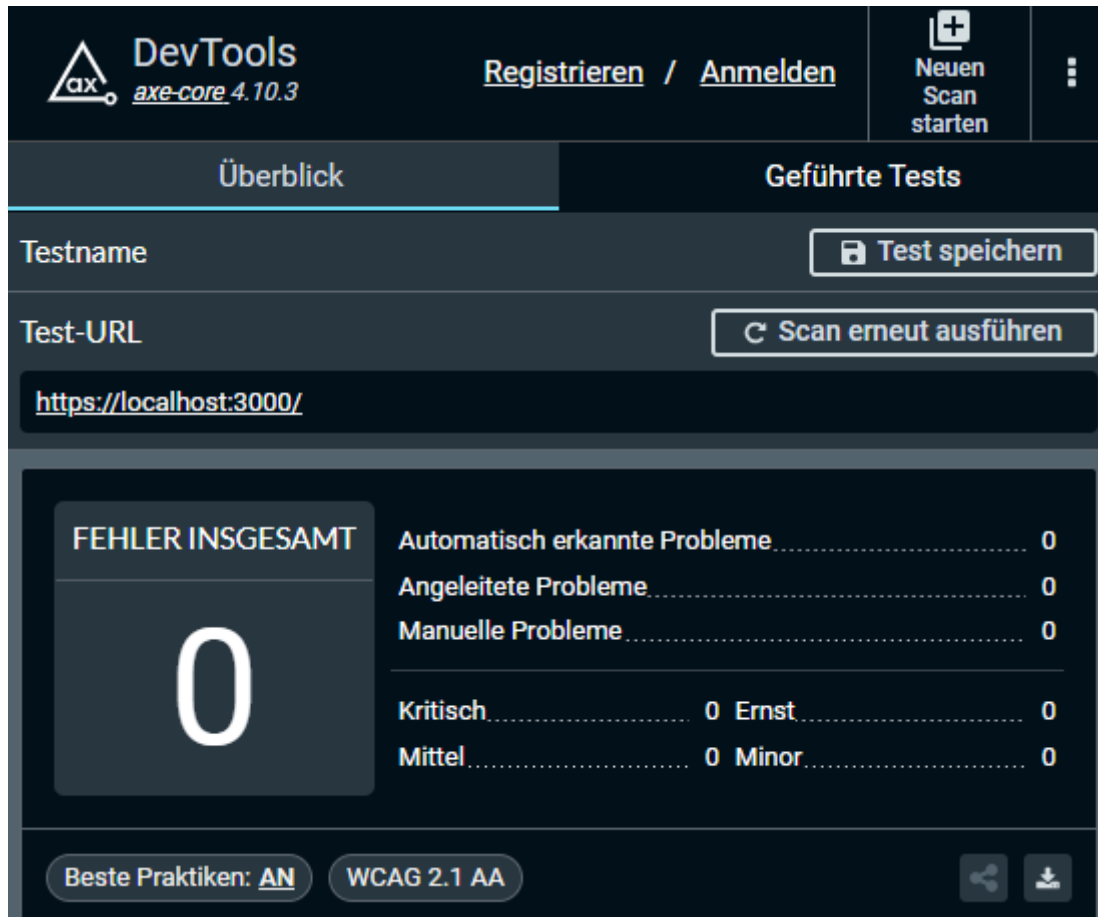 DevTools
axe-core 4.10.3
Registrieren / Anmelden
Neuen
Scan
starten
Überblick
Geführte Tests
Testname
Test speichern
Test-URL
Scan erneut ausführen
https://localhost:3000/
FEHLER INSGESAMT
0
Automatisch erkannte Probleme 0
Angeleitete Probleme 0
Manuelle Probleme 0
Kritisch 0 Ernst 0
Mittel 0 Minor 0
Beste Praktiken: AN
WCAG 2.1 AA